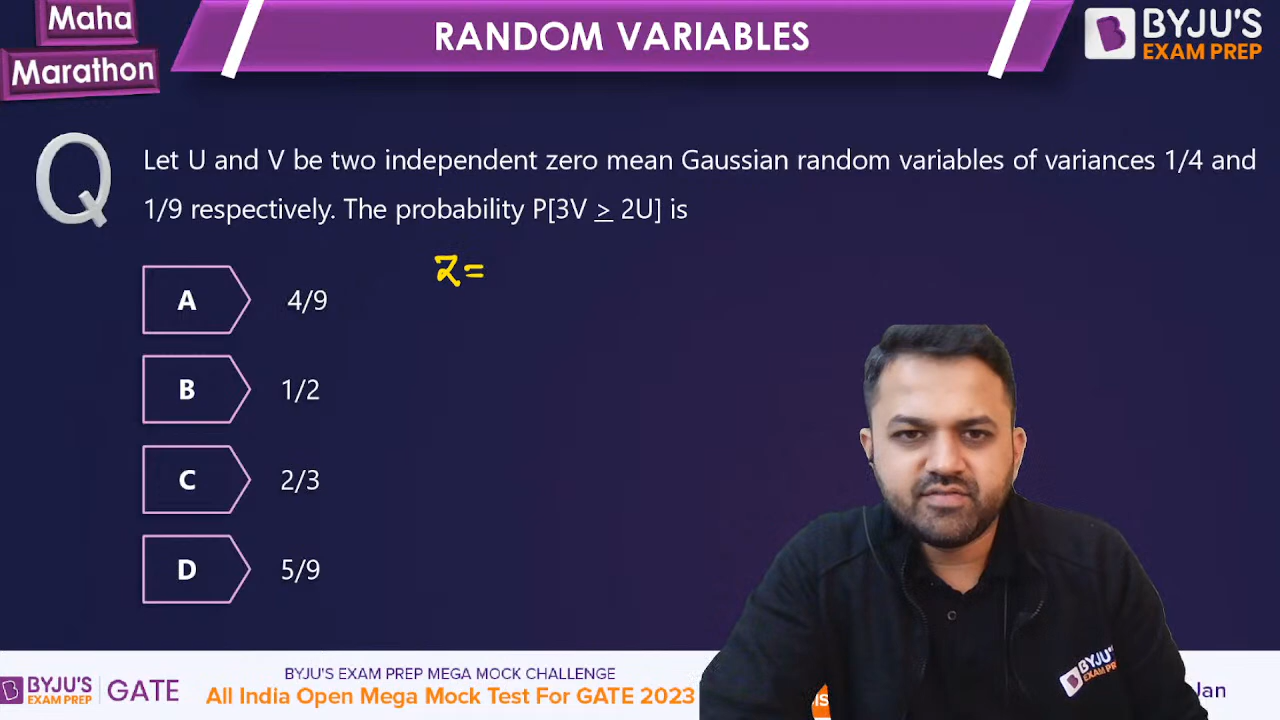 Maha
Marathon
RANDOM VARIABLES
BYJU'S
EXAM PREP
Q
Let U and V be two independent zero mean Gaussian random variables of variances 1/4 and
1/9 respectively. The probability P[3V ≥ 2U] is
z=
A 4/9
B 1/2
C 2/3
D 5/9
BYJU'S
EXAM PREP
GATE
BYJU'S EXAM PREP MEGA MOCK CHALLENGE
All India Open Mega Mock Test For GATE 2023
BYJU'S
EXAM PREP